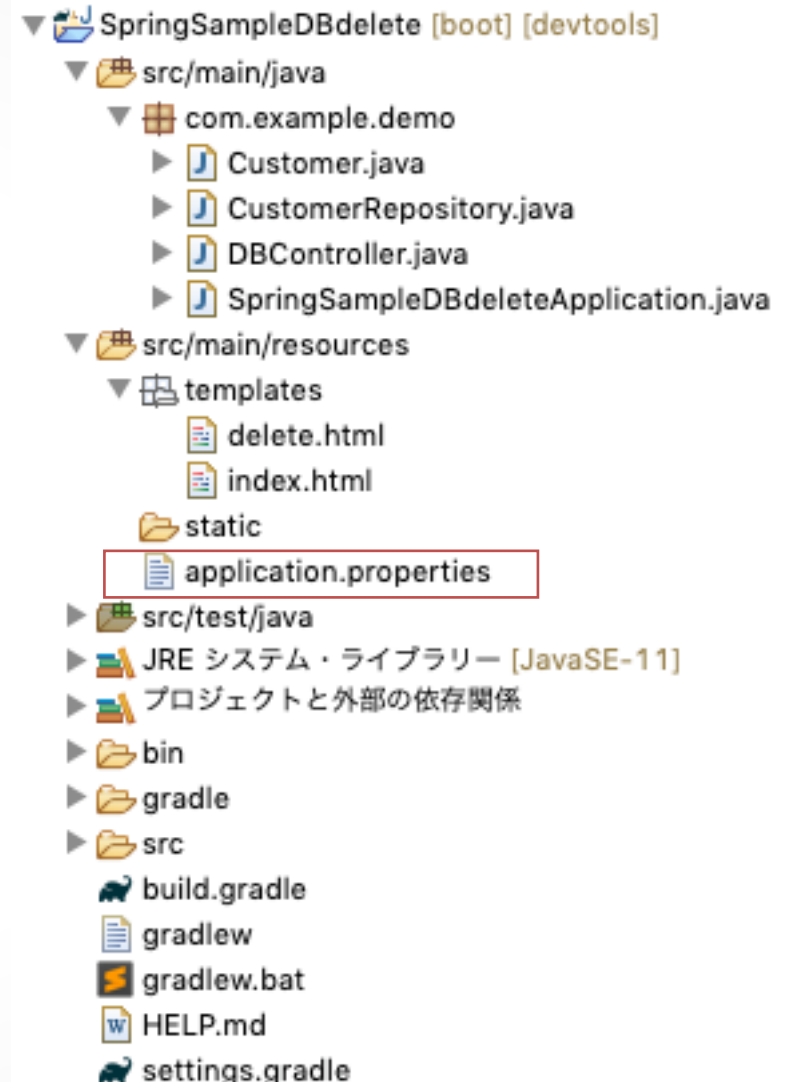 SpringSampleDBdelete [boot] [devtools]
src/main/java
com.example.demo
Customer.java
CustomerRepository.java
DBController.java
SpringSampleDBdeleteApplication.java
src/main/resources
templates
delete.html
index.html
static
application.properties
src/test/java
JRE システム・ライブラリー [JavaSE-11]
プロジェクトと外部の依存関係
bin
gradle
src
build.gradle
gradlew
gradlew.bat
HELP.md
settings.gradle